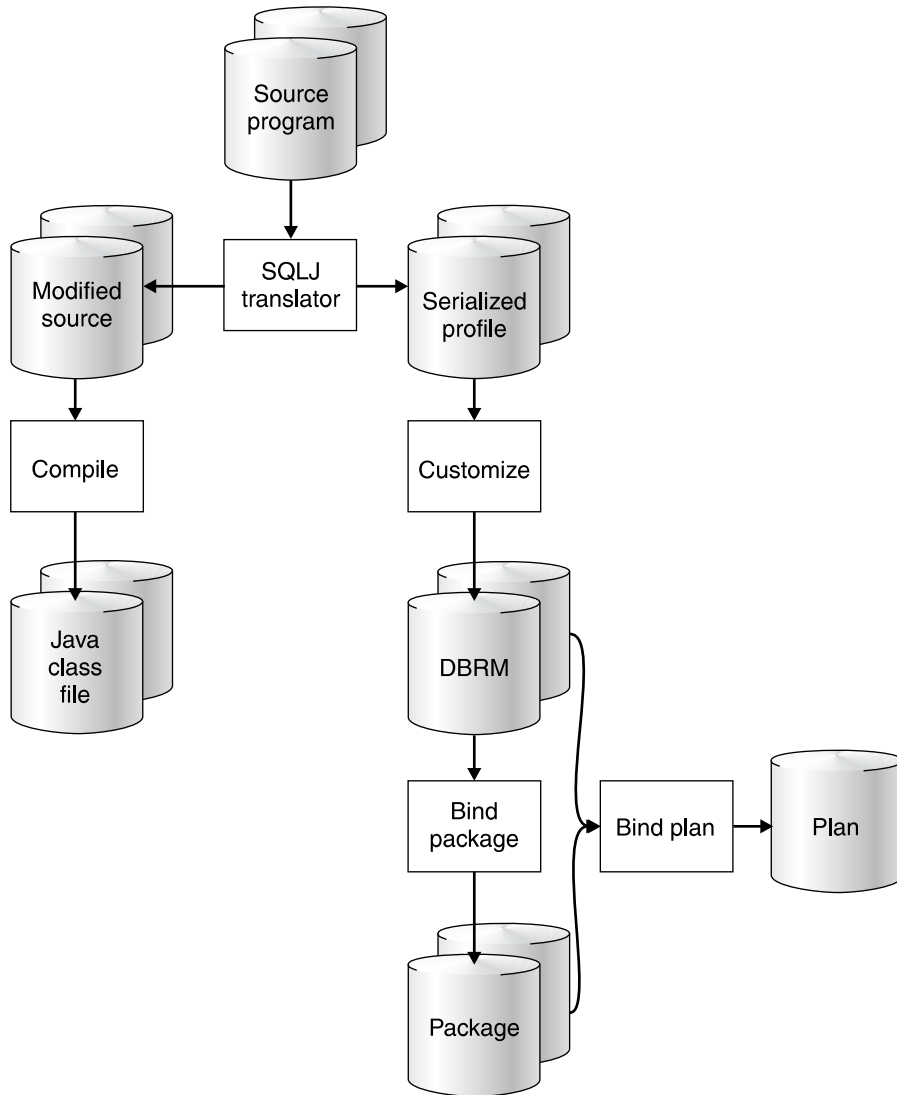 Source
program
SQLJ
translator
Modified
source
Serialized
profile
Compile
Customize
Java
class
file
DBRM
Bind
package
Bind plan
Plan
Package